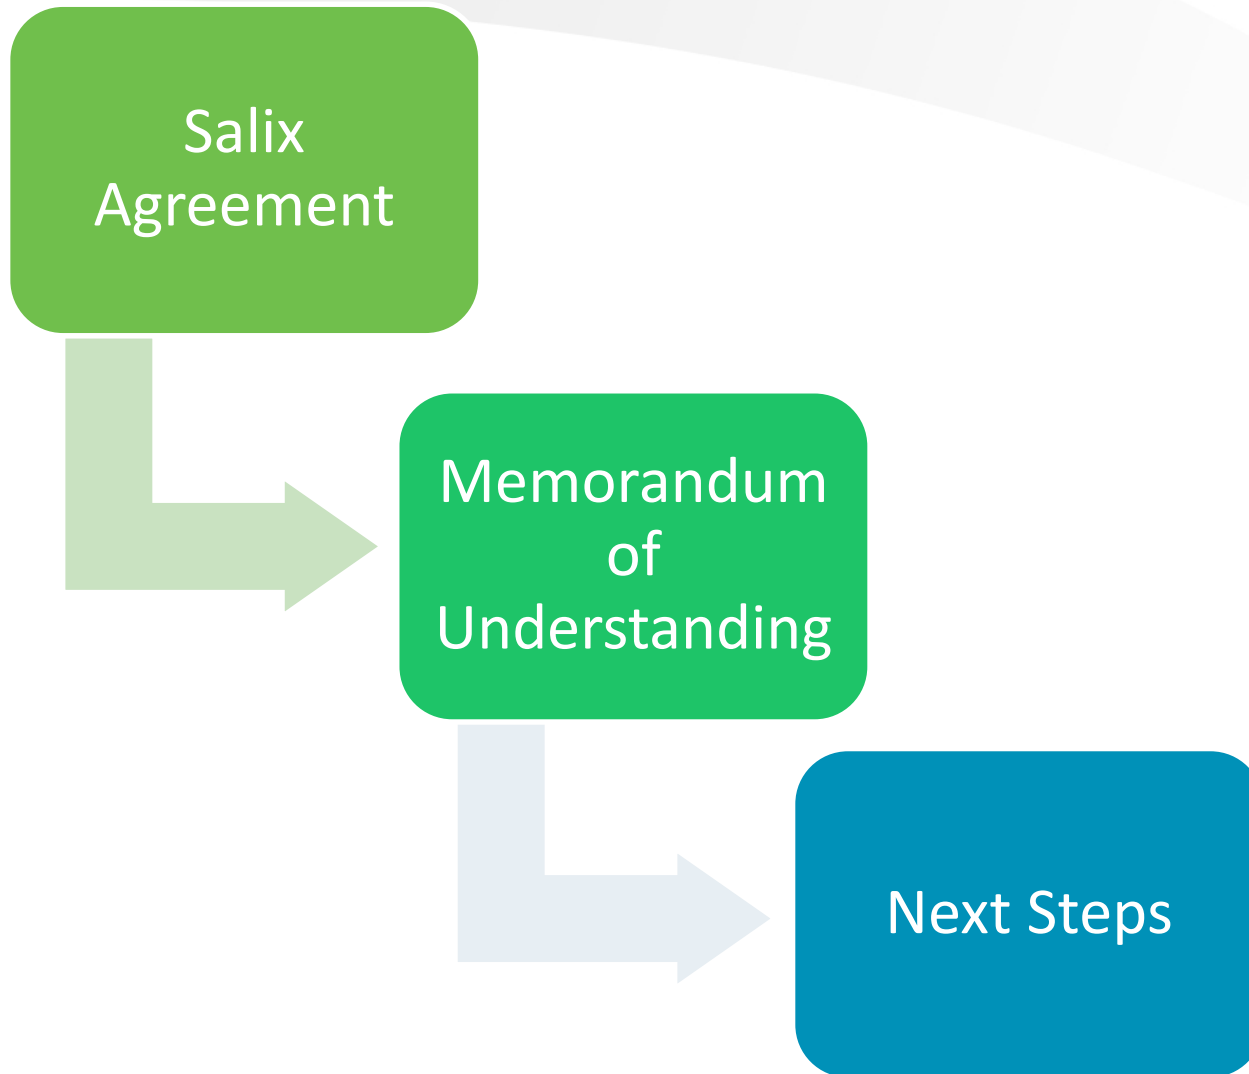 Salix
Agreement
Memorandum
of
Understanding
Next Steps